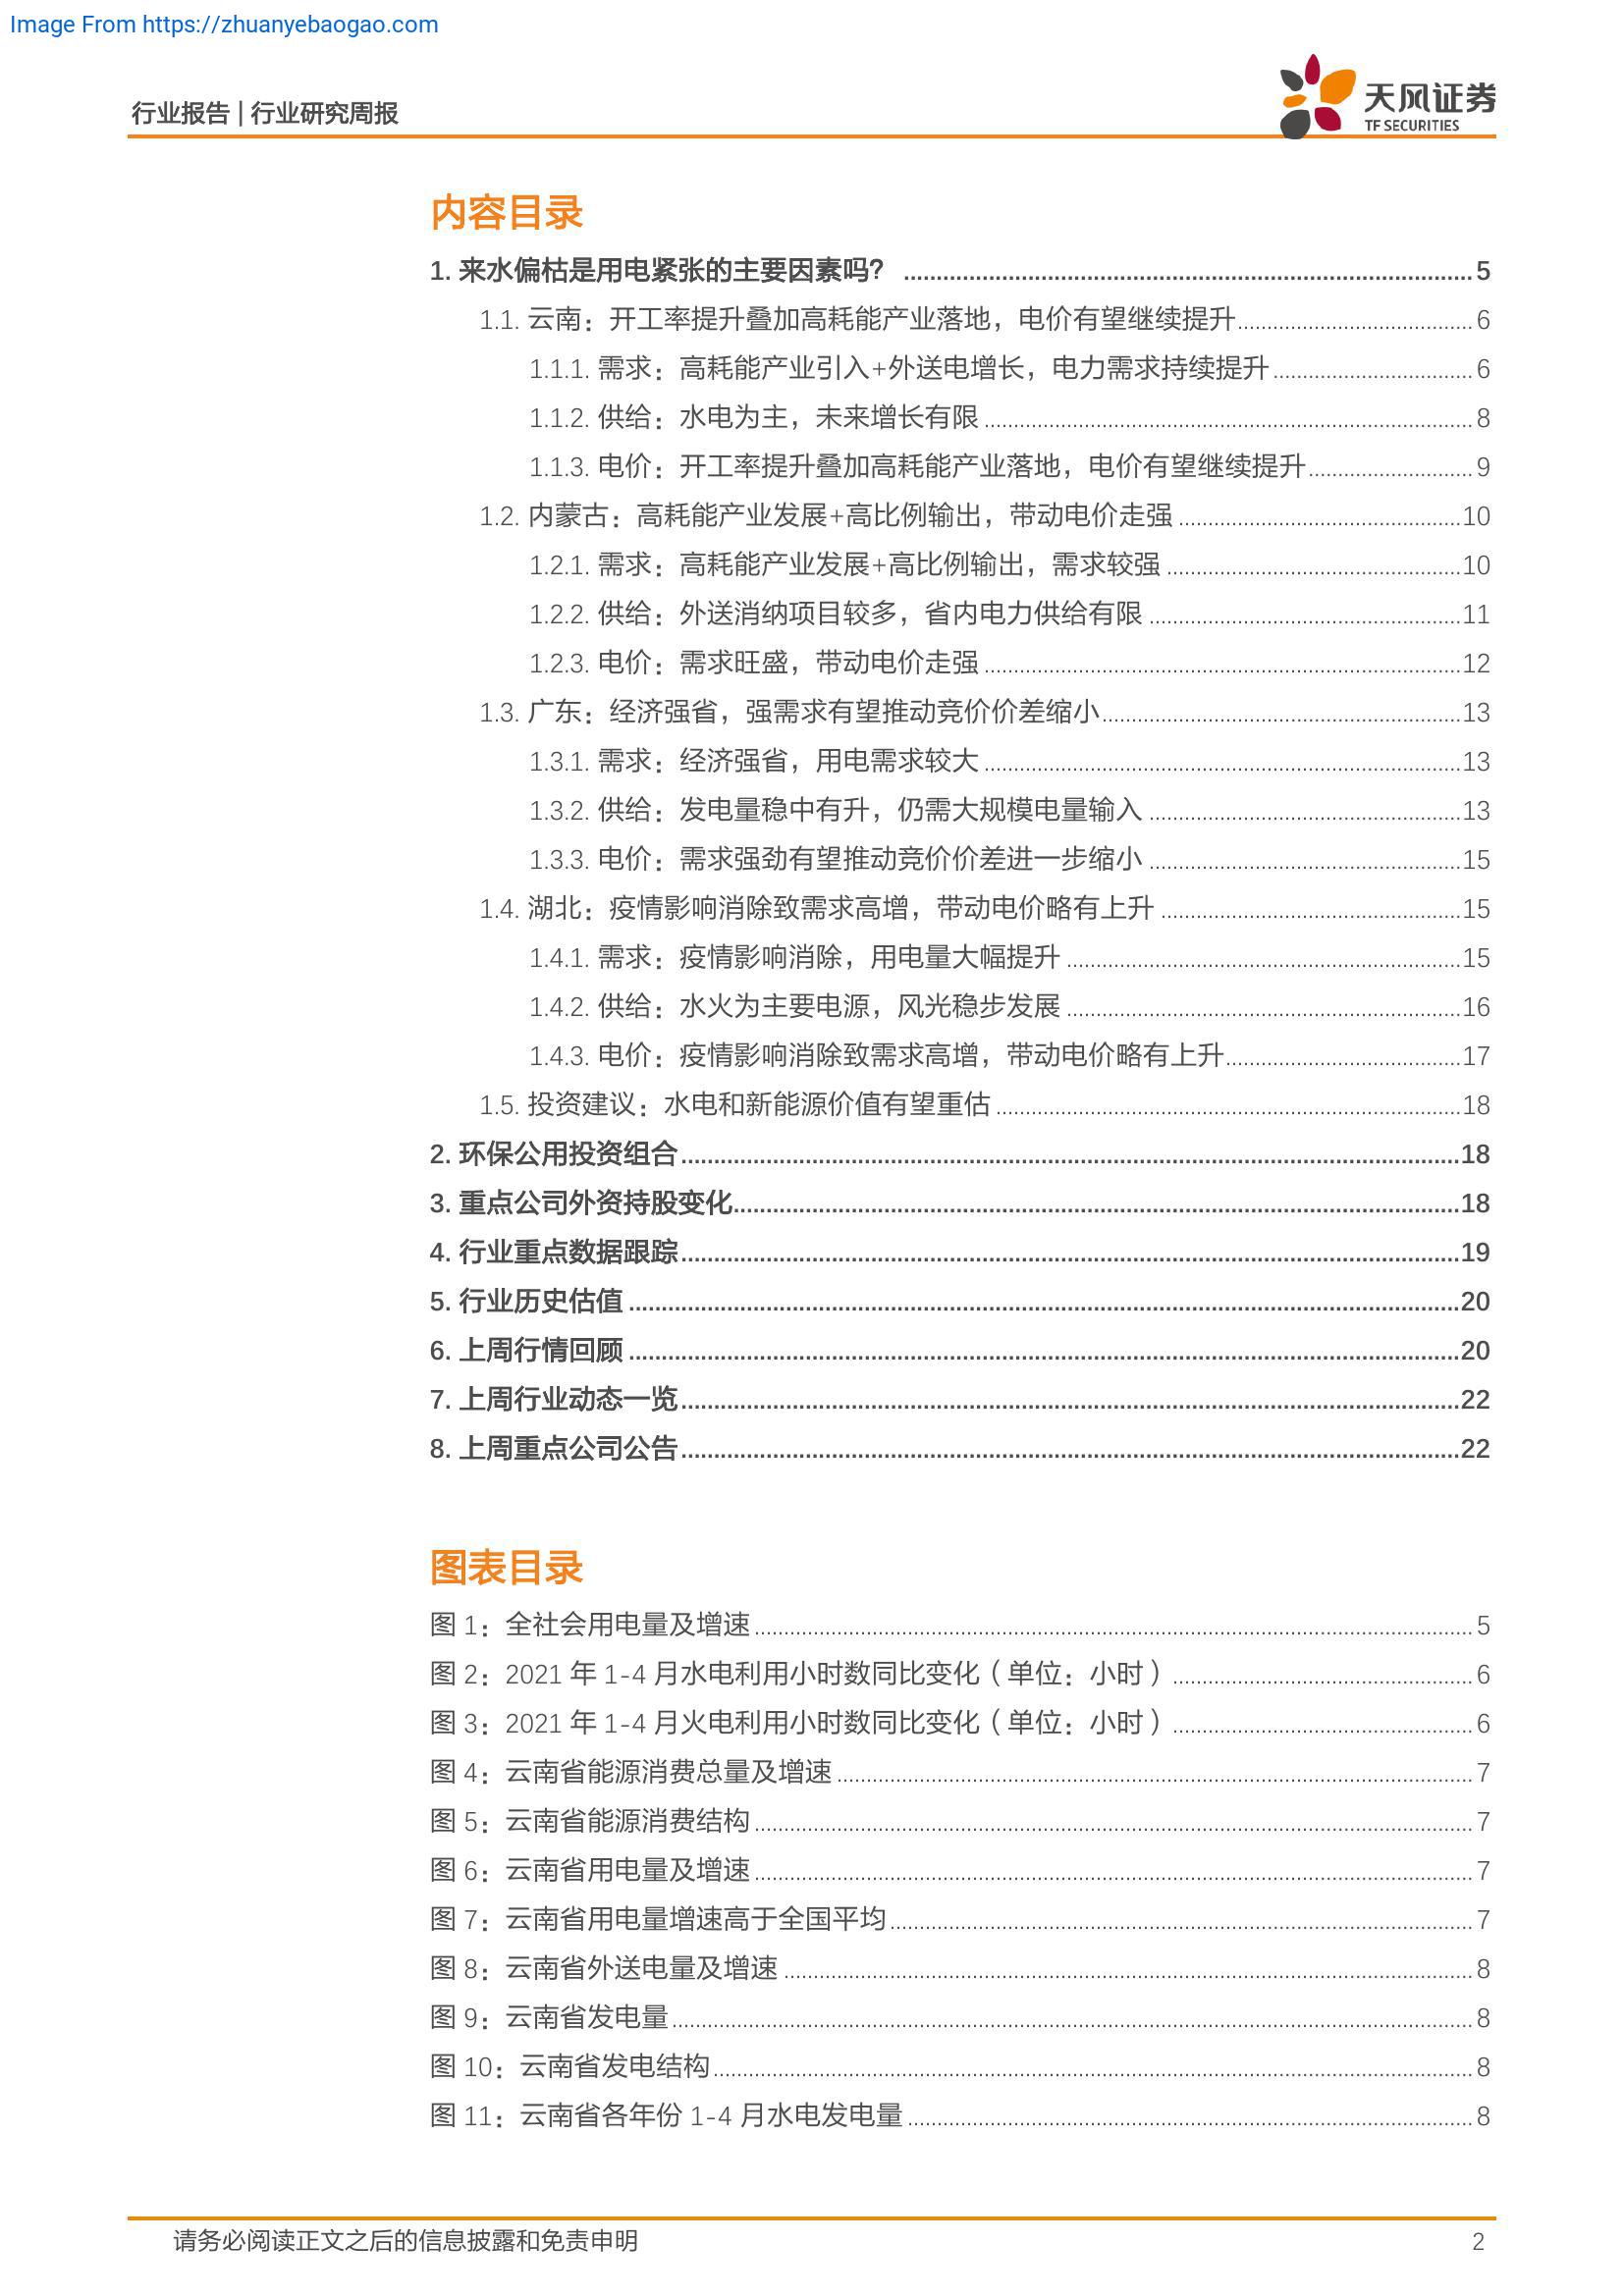 Image From https://zhuanyebaogao.com
行业报告 | 行业研究周报
天风证券
TF SECURITIES
内容目录
1. 来水偏枯是用电紧张的主要因素吗？ 5
1.1. 云南：开工率提升叠加高耗能产业落地，电价有望继续提升 6
1.1.1. 需求：高耗能产业引入+外送电增长，电力需求持续提升 6
1.1.2. 供给：水电为主，未来增长有限 8
1.1.3. 电价：开工率提升叠加高耗能产业落地，电价有望继续提升 9
1.2. 内蒙古：高耗能产业发展+高比例输出，带动电价走强 10
1.2.1. 需求：高耗能产业发展+高比例输出，需求较强 10
1.2.2. 供给：外送消纳项目较多，省内电力供给有限 11
1.2.3. 电价：需求旺盛，带动电价走强 12
1.3. 广东：经济强省，强需求有望推动竞价价差缩小 13
1.3.1. 需求：经济强省，用电需求较大 13
1.3.2. 供给：发电量稳中有升，仍需大规模电量输入 13
1.3.3. 电价：需求强劲有望推动竞价价差进一步缩小 15
1.4. 湖北：疫情影响消除致需求高增，带动电价略有上升 15
1.4.1. 需求：疫情影响消除，用电量大幅提升 15
1.4.2. 供给：水火为主要电源，风光稳步发展 16
1.4.3. 电价：疫情影响消除致需求高增，带动电价略有上升 17
1.5. 投资建议：水电和新能源价值有望重估 18
2. 环保公用投资组合 18
3. 重点公司外资持股变化 18
4. 行业重点数据跟踪 19
5. 行业历史估值 20
6. 上周行情回顾 20
7. 上周行业动态一览 22
8. 上周重点公司公告 22
图表目录
图 1：全社会用电量及增速 5
图 2：2021 年 1-4 月水电利用小时数同比变化（单位：小时） 6
图 3：2021 年 1-4 月火电利用小时数同比变化（单位：小时） 6
图 4：云南省能源消费总量及增速 7
图 5：云南省能源消费结构 7
图 6：云南省用电量及增速 7
图 7：云南省用电量增速高于全国平均 7
图 8：云南省外送电量及增速 8
图 9：云南省发电量 8
图 10：云南省发电结构 8
图 11：云南省各年份 1-4 月水电发电量 8
请务必阅读正文之后的信息披露和免责申明 2